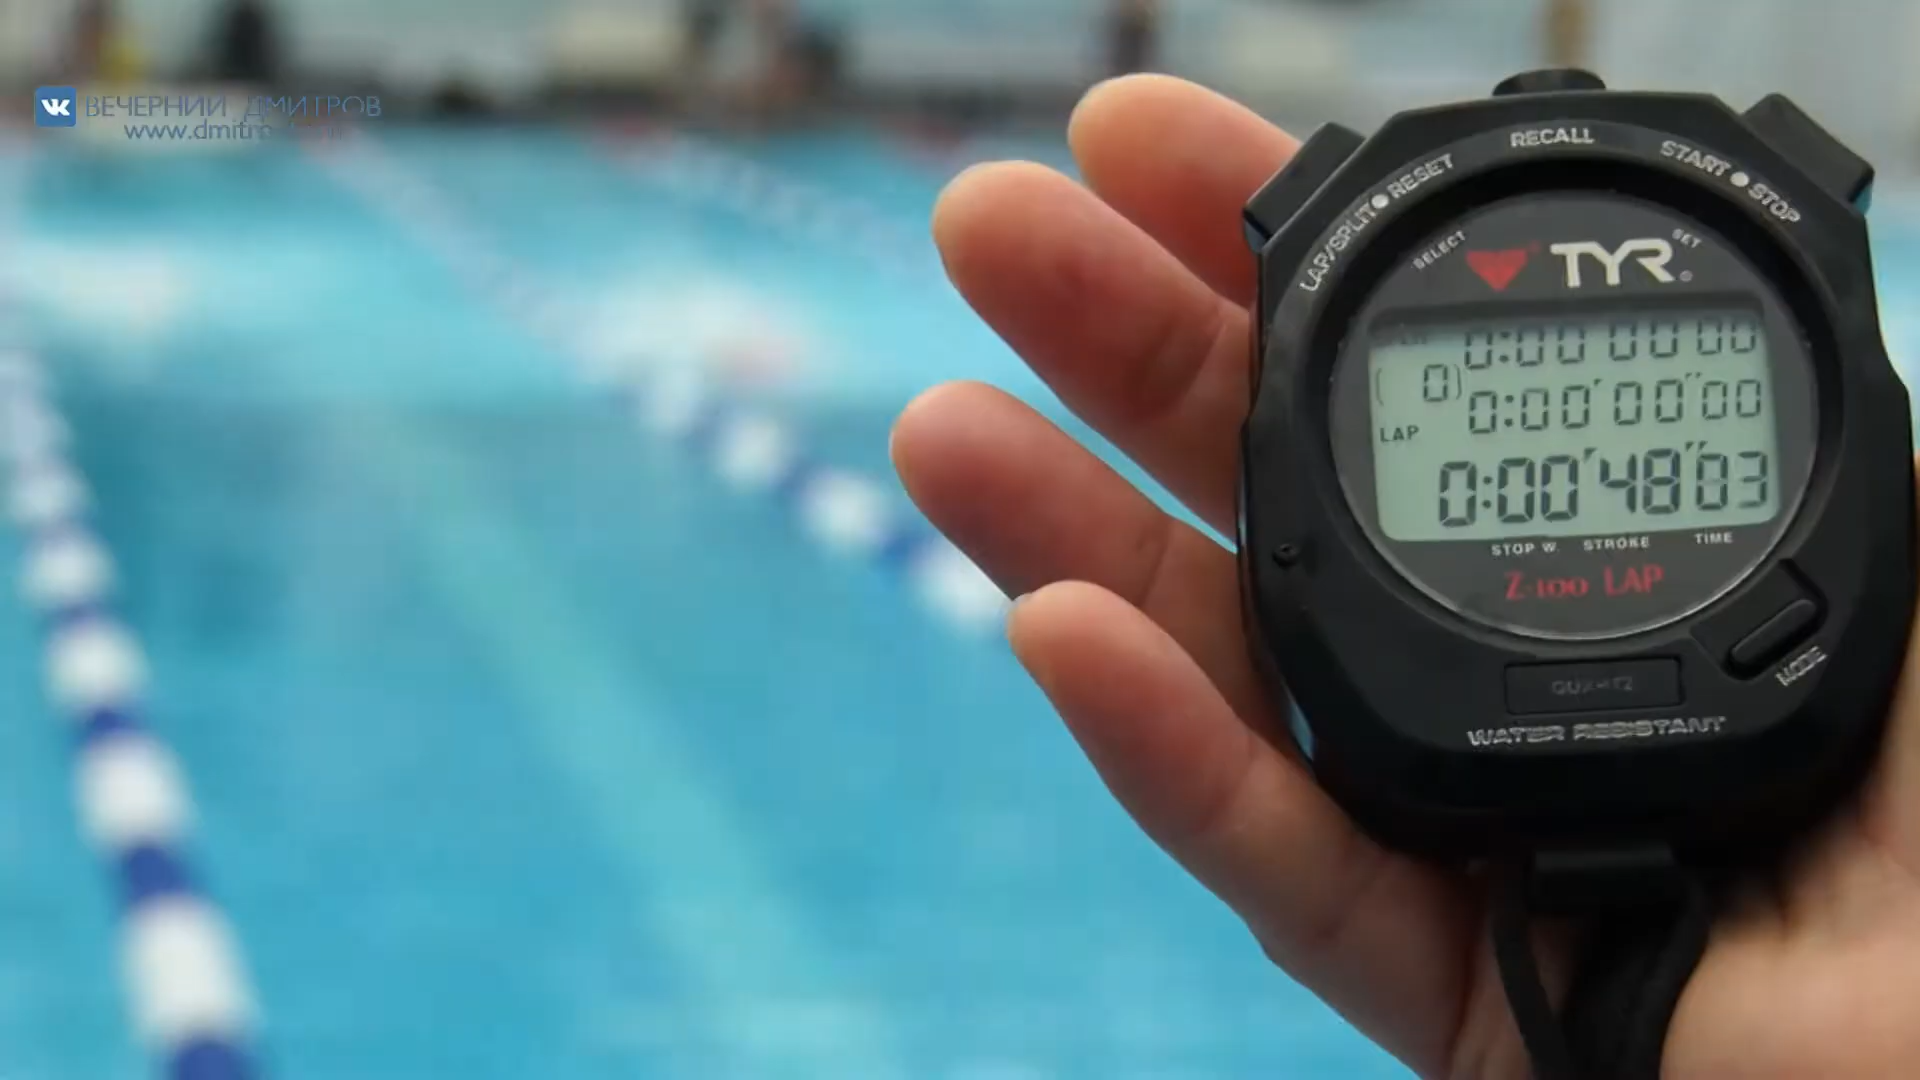 ВЕЧЕРНИЙ ДМИТРОВ
RECALL
LAP/SPLIT●RESET
START●STOP
SELECT
SET
TYR
0:00 00 00
( 0) 0:00'00"00
LAP
0:00'48"03
STOP W. STROKE TIME
Z-100 LAP
MODE
WATER RESISTANT